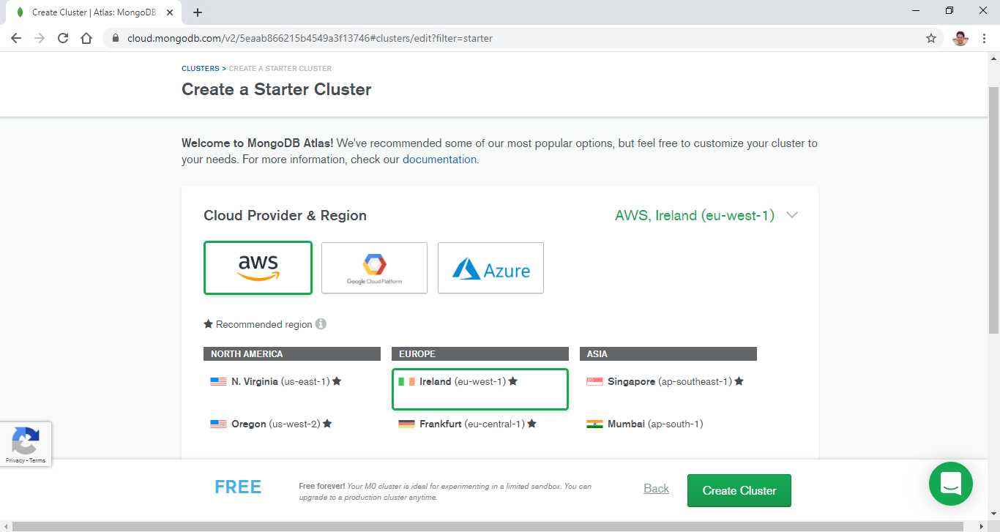 Create Cluster | Atlas: MongoDB
cloud.mongodb.com/v2/5eaab866215b4549a3f13746#clusters/edit?filter=starter
CLUSTERS > CREATE A STARTER CLUSTER
Create a Starter Cluster
Welcome to MongoDB Atlas! We've recommended some of our most popular options, but feel free to customize your cluster to
your needs. For more information, check our documentation.
Cloud Provider & Region
AWS, Ireland (eu-west-1)
aws
Google Cloud Platform
Azure
★ Recommended region
NORTH AMERICA
EUROPE
ASIA
N. Virginia (us-east-1) ★
Ireland (eu-west-1) ★
Singapore (ap-southeast-1) ★
Oregon (us-west-2) ★
Frankfurt (eu-central-1) ★
Mumbai (ap-south-1)
Privacy - Terms
FREE
Free forever! Your M0 cluster is ideal for experimenting in a limited sandbox. You can
upgrade to a production cluster anytime.
Back
Create Cluster